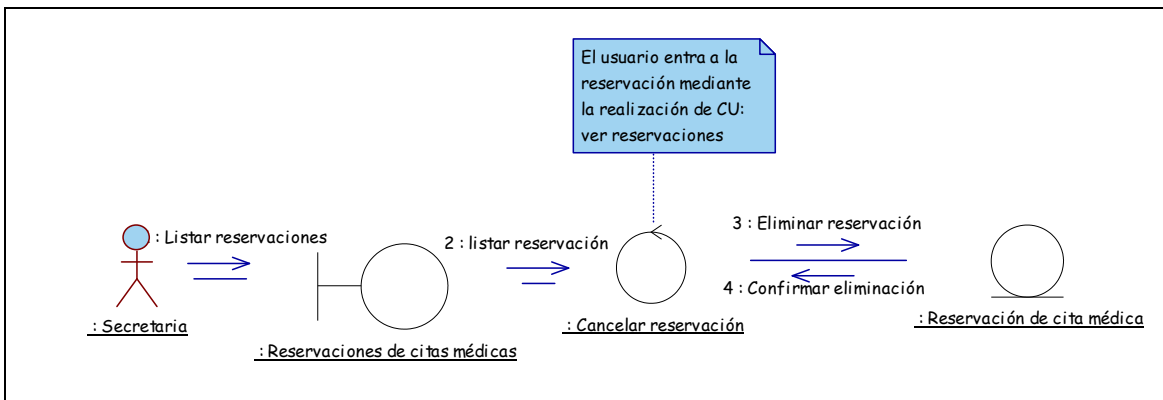 El usuario entra a la
reservación mediante
la realización de CU:
ver reservaciones
: Listar reservaciones
2 : listar reservación
3 : Eliminar reservación
4 : Confirmar eliminación
: Secretaria
: Reservaciones de citas médicas
: Cancelar reservación
: Reservación de cita médica